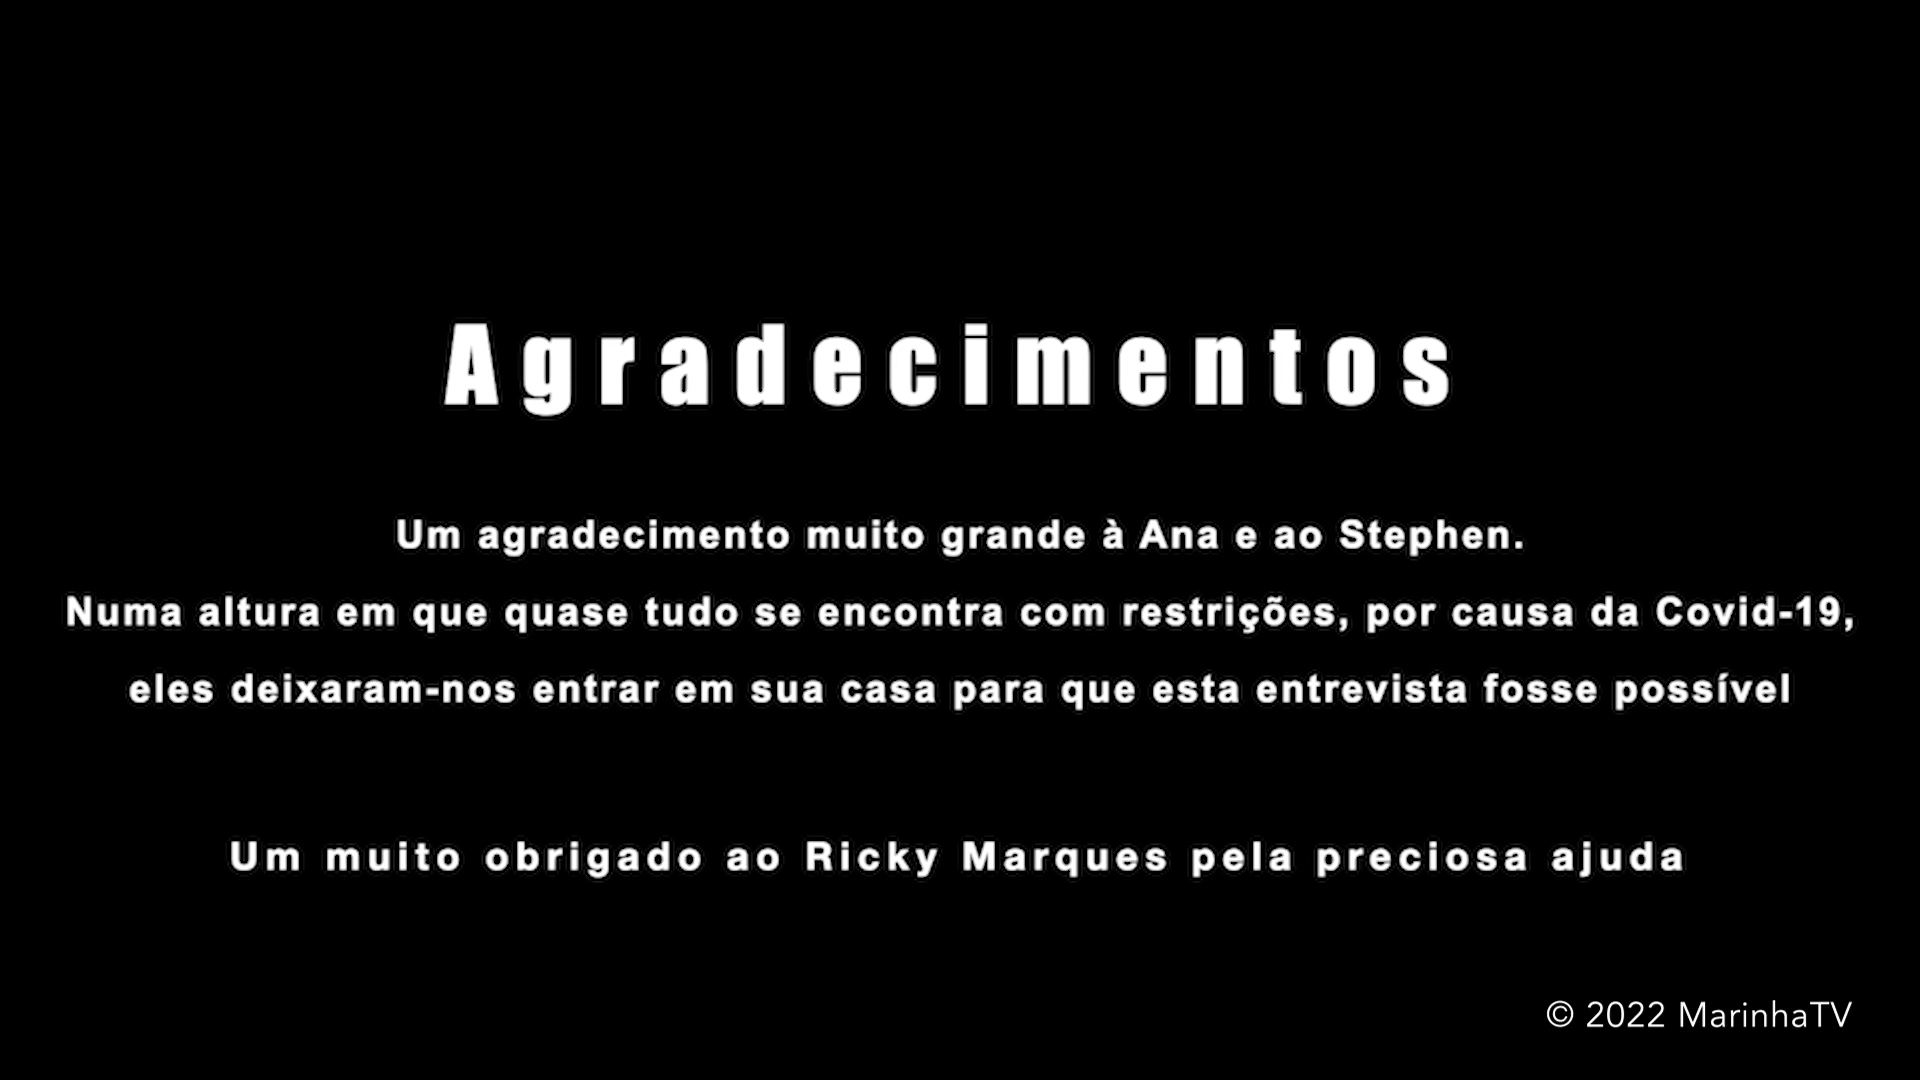 Agradecimentos
Um agradecimento muito grande à Ana e ao Stephen.
Numa altura em que quase tudo se encontra com restrições, por causa da Covid-19,
eles deixaram-nos entrar em sua casa para que esta entrevista fosse possível
Um muito obrigado ao Ricky Marques pela preciosa ajuda
© 2022 MarinhaTV